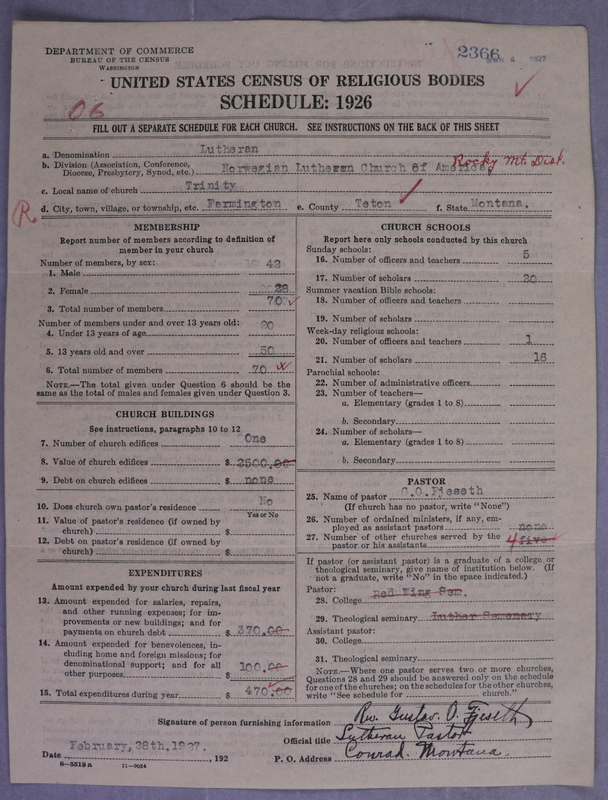 DEPARTMENT OF COMMERCE
BUREAU OF THE CENSUS
WASHINGTON
2366 4 1927
UNITED STATES CENSUS OF RELIGIOUS BODIES
SCHEDULE: 1926
06
FILL OUT A SEPARATE SCHEDULE FOR EACH CHURCH. SEE INSTRUCTIONS ON THE BACK OF THIS SHEET
a. Denomination Lutheran
b. Division (Association, Conference, Diocese, Presbytery, Synod, etc.) Norwegian Lutheran Church of America Rocky Mt. Dist.
c. Local name of church Trinity
R. d. City, town, village, or township, etc. Farmington e. County Teton f. State Montana.
MEMBERSHIP
Report number of members according to definition of
member in your church
Number of members, by sex:
1. Male 42
2. Female 28
3. Total number of members 70
Number of members under and over 13 years old:
4. Under 13 years of age 20
5. 13 years old and over 50
6. Total number of members 70
NOTE.—The total given under Question 6 should be
same as the total of males and females given under Question 3.
CHURCH BUILDINGS
See instructions, paragraphs 10 to 12
7. Number of church edifices One
8. Value of church edifices $ 2500.00
9. Debt on church edifices $ none
10. Does church own pastor's residence? No
Yes or No
11. Value of pastor's residence (if owned by
church) $
12. Debt on pastor's residence (if owned by
church) $
EXPENDITURES
Amount expended by your church during last fiscal year
13. Amount expended for salaries, repairs,
and other running expenses; for im-
provements or new buildings; and for
payments on church debt $ 370.00
14. Amount expended for benevolences, in-
cluding home and foreign missions; for
denominational support; and for all
other purposes $ 100.00
15. Total expenditures during year $ 470.00
CHURCH SCHOOLS
Report here only schools conducted by this church
Sunday schools:
16. Number of officers and teachers 5
17. Number of scholars 20
Summer vacation Bible schools:
18. Number of officers and teachers
19. Number of scholars
Week-day religious schools:
20. Number of officers and teachers 1
21. Number of scholars 16
Parochial schools:
22. Number of administrative officers
23. Number of teachers—
a. Elementary (grades 1 to 8)
b. Secondary
24. Number of scholars—
a. Elementary (grades 1 to 8)
b. Secondary
PASTOR
25. Name of pastor G.O.Fjeseth
(If church has no pastor, write "None")
26. Number of ordained ministers, if any, em-
ployed as assistant pastors none
27. Number of other churches served by the
pastor or his assistants 4 five
If pastor (or assistant pastor) is a graduate of a college or
theological seminary, give name of institution below. (If
not a graduate, write "No" in the space indicated.)
Pastor:
28. College Red Wing Sem.
29. Theological seminary Luther Semenary
Assistant pastor:
30. College
31. Theological seminary
NOTE.—Where one pastor serves two or more churches,
Questions 28 and 29 should be answered only on the schedule
for one of the churches; on the schedules for the other churches,
write "See schedule for church."
Signature of person furnishing information Rev. Gustav. O. Fjeseth
Official title Lutheran Pastor
Date February, 28th, 1927. , 192 P. O. Address Conrad. Montana.
8—5513 a 11—9054